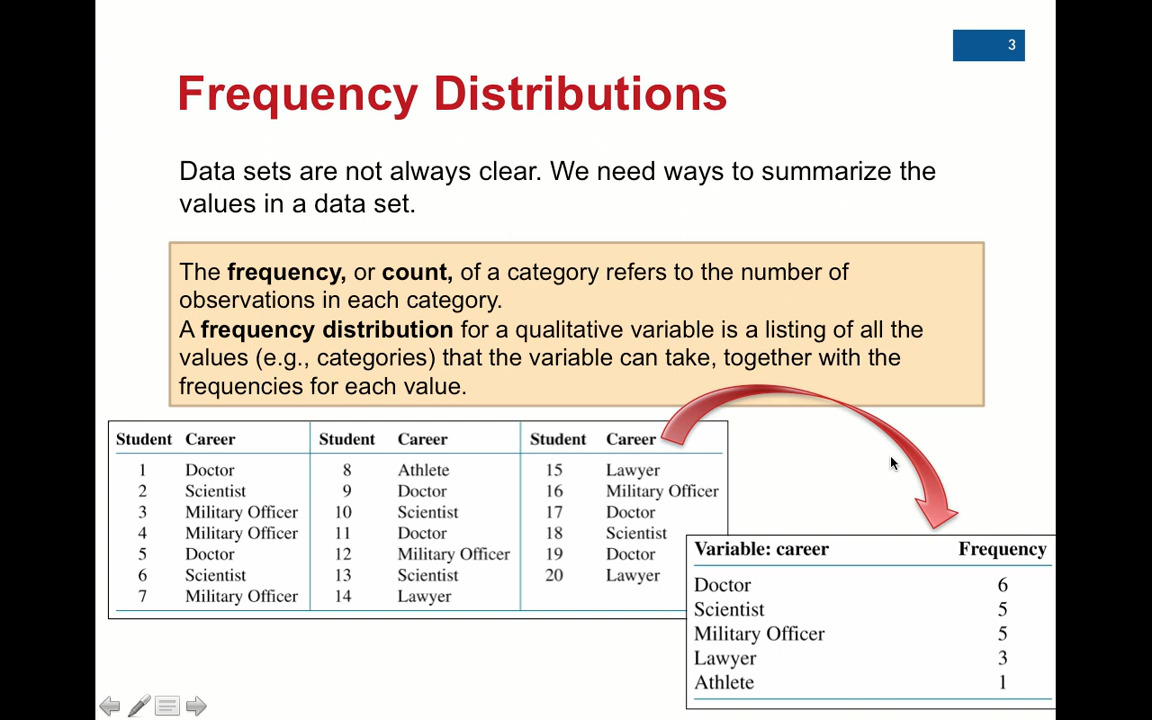 3
Frequency Distributions
Data sets are not always clear. We need ways to summarize the
values in a data set.
The frequency, or count, of a category refers to the number of
observations in each category.
A frequency distribution for a qualitative variable is a listing of all the
values (e.g., categories) that the variable can take, together with the
frequencies for each value.
Student Career Student Career Student Career
1 Doctor 8 Athlete 15 Lawyer
2 Scientist 9 Doctor 16 Military Officer
3 Military Officer 10 Scientist 17 Doctor
4 Military Officer 11 Doctor 18 Scientist
5 Doctor 12 Military Officer 19 Doctor
6 Scientist 13 Scientist 20 Lawyer
7 Military Officer 14 Lawyer
Variable: career Frequency
Doctor 6
Scientist 5
Military Officer 5
Lawyer 3
Athlete 1